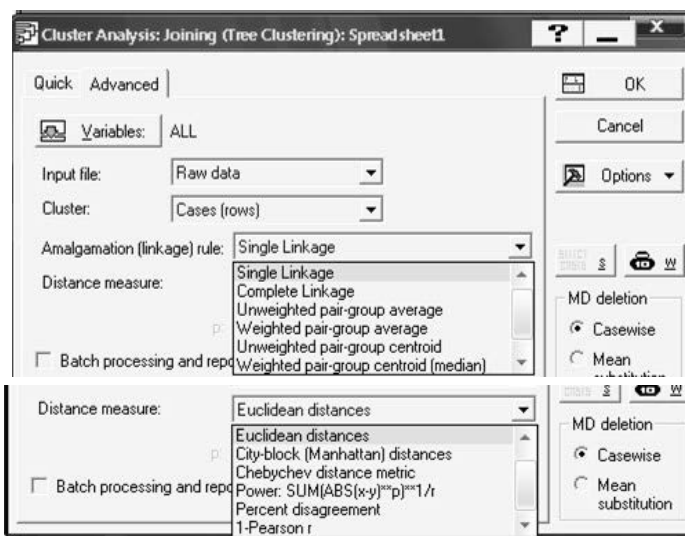 Cluster Analysis: Joining (Tree Clustering): Spreadsheet1
Quick Advanced
OK
Variables: ALL
Cancel
Input file: Raw data
Options
Cluster: Cases (rows)
Amalgamation (linkage) rule: Single Linkage
Single Linkage
Complete Linkage
Unweighted pair-group average
Weighted pair-group average
Unweighted pair-group centroid
Weighted pair-group centroid (median)
Distance measure:
p:
Batch processing and repo
S W
MD deletion
Casewise
Mean
Distance measure: Euclidean distances
Euclidean distances
City-block (Manhattan) distances
Chebychev distance metric
Power: SUM(ABS(x-y)**p)**1/r
Percent disagreement
1-Pearson r
p:
Batch processing and repo
S W
MD deletion
Casewise
Mean
substitution